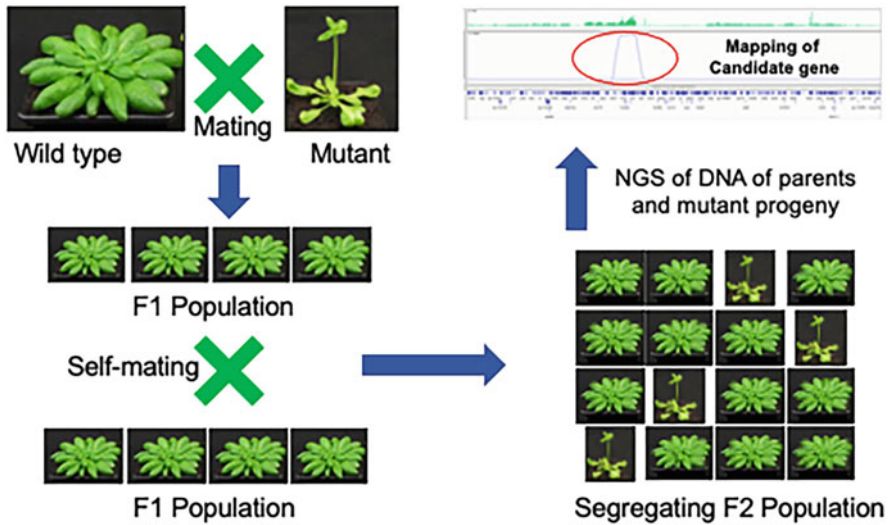 Wild type
Mating
Mutant
F1 Population
Self-mating
F1 Population
Mapping of
Candidate gene
NGS of DNA of parents
and mutant progeny
Segregating F2 Population